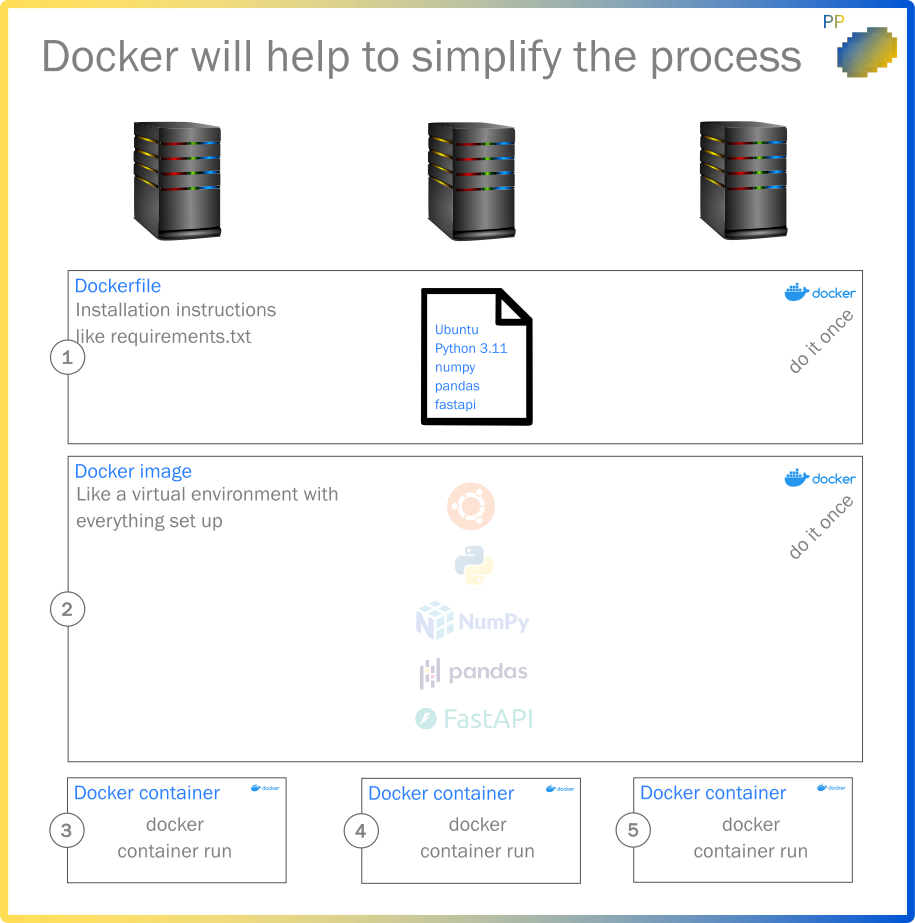 PP
Docker will help to simplify the process
Dockerfile
Installation instructions
like requirements.txt
1
Ubuntu
Python 3.11
numpy
pandas
fastapi
docker
do it once
Docker image
Like a virtual environment with
everything set up
2
NumPy
pandas
FastAPI
docker
do it once
Docker container
docker
3
docker
container run
Docker container
docker
4
docker
container run
Docker container
docker
5
docker
container run